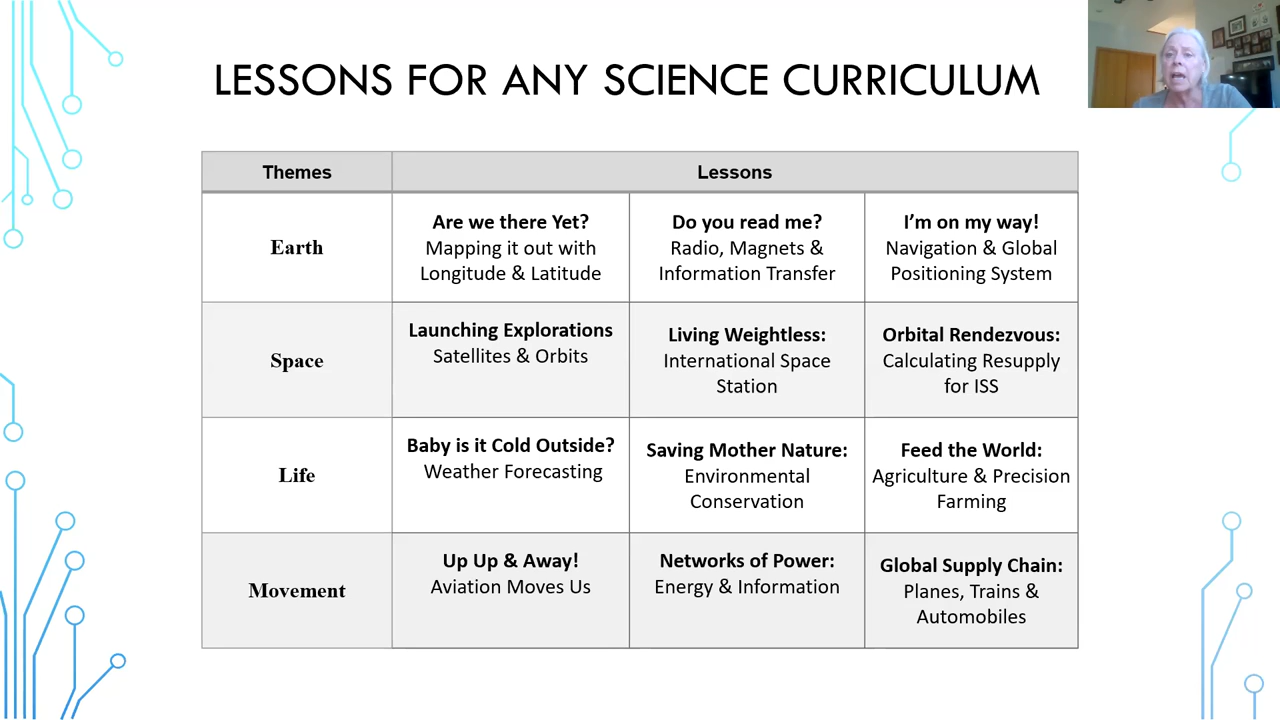 LESSONS FOR ANY SCIENCE CURRICULUM
Themes
Lessons
Earth
Are we there Yet?
Mapping it out with
Longitude & Latitude
Do you read me?
Radio, Magnets &
Information Transfer
I’m on my way!
Navigation & Global
Positioning System
Space
Launching Explorations
Satellites & Orbits
Living Weightless:
International Space
Station
Orbital Rendezvous:
Calculating Resupply
for ISS
Life
Baby is it Cold Outside?
Weather Forecasting
Saving Mother Nature:
Environmental
Conservation
Feed the World:
Agriculture & Precision
Farming
Movement
Up Up & Away!
Aviation Moves Us
Networks of Power:
Energy & Information
Global Supply Chain:
Planes, Trains &
Automobiles